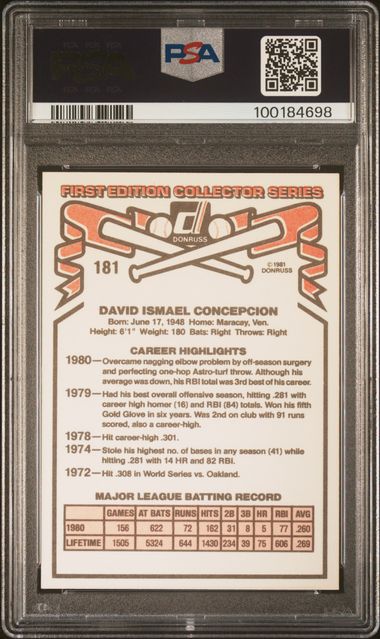 PSA
100184698
FIRST EDITION COLLECTOR SERIES
d
DONRUSS
181
© 1981
DONRUSS
DAVID ISMAEL CONCEPCION
Born: June 17, 1948 Home: Maracay, Ven.
Height: 6'1" Weight: 180 Bats: Right Throws: Right
CAREER HIGHLIGHTS
1980—Overcame nagging elbow problem by off-season surgery
and perfecting one-hop Astro-turf throw. Although his
average was down, his RBI total was 3rd best of his career.
1979—Had his best overall offensive season, hitting .281 with
career high homer (16) and RBI (84) totals. Won his fifth
Gold Glove in six years. Was 2nd on club with 91 runs
scored, also a career-high.
1978—Hit career-high .301.
1974—Stole his highest no. of bases in any season (41) while
hitting .281 with 14 HR and 82 RBI.
1972—Hit .308 in World Series vs. Oakland.
MAJOR LEAGUE BATTING RECORD
GAMES AT BATS RUNS HITS 2B 3B HR RBI AVG
1980 156 622 72 162 31 8 5 77 .260
LIFETIME 1505 5324 644 1430 234 39 75 606 .269